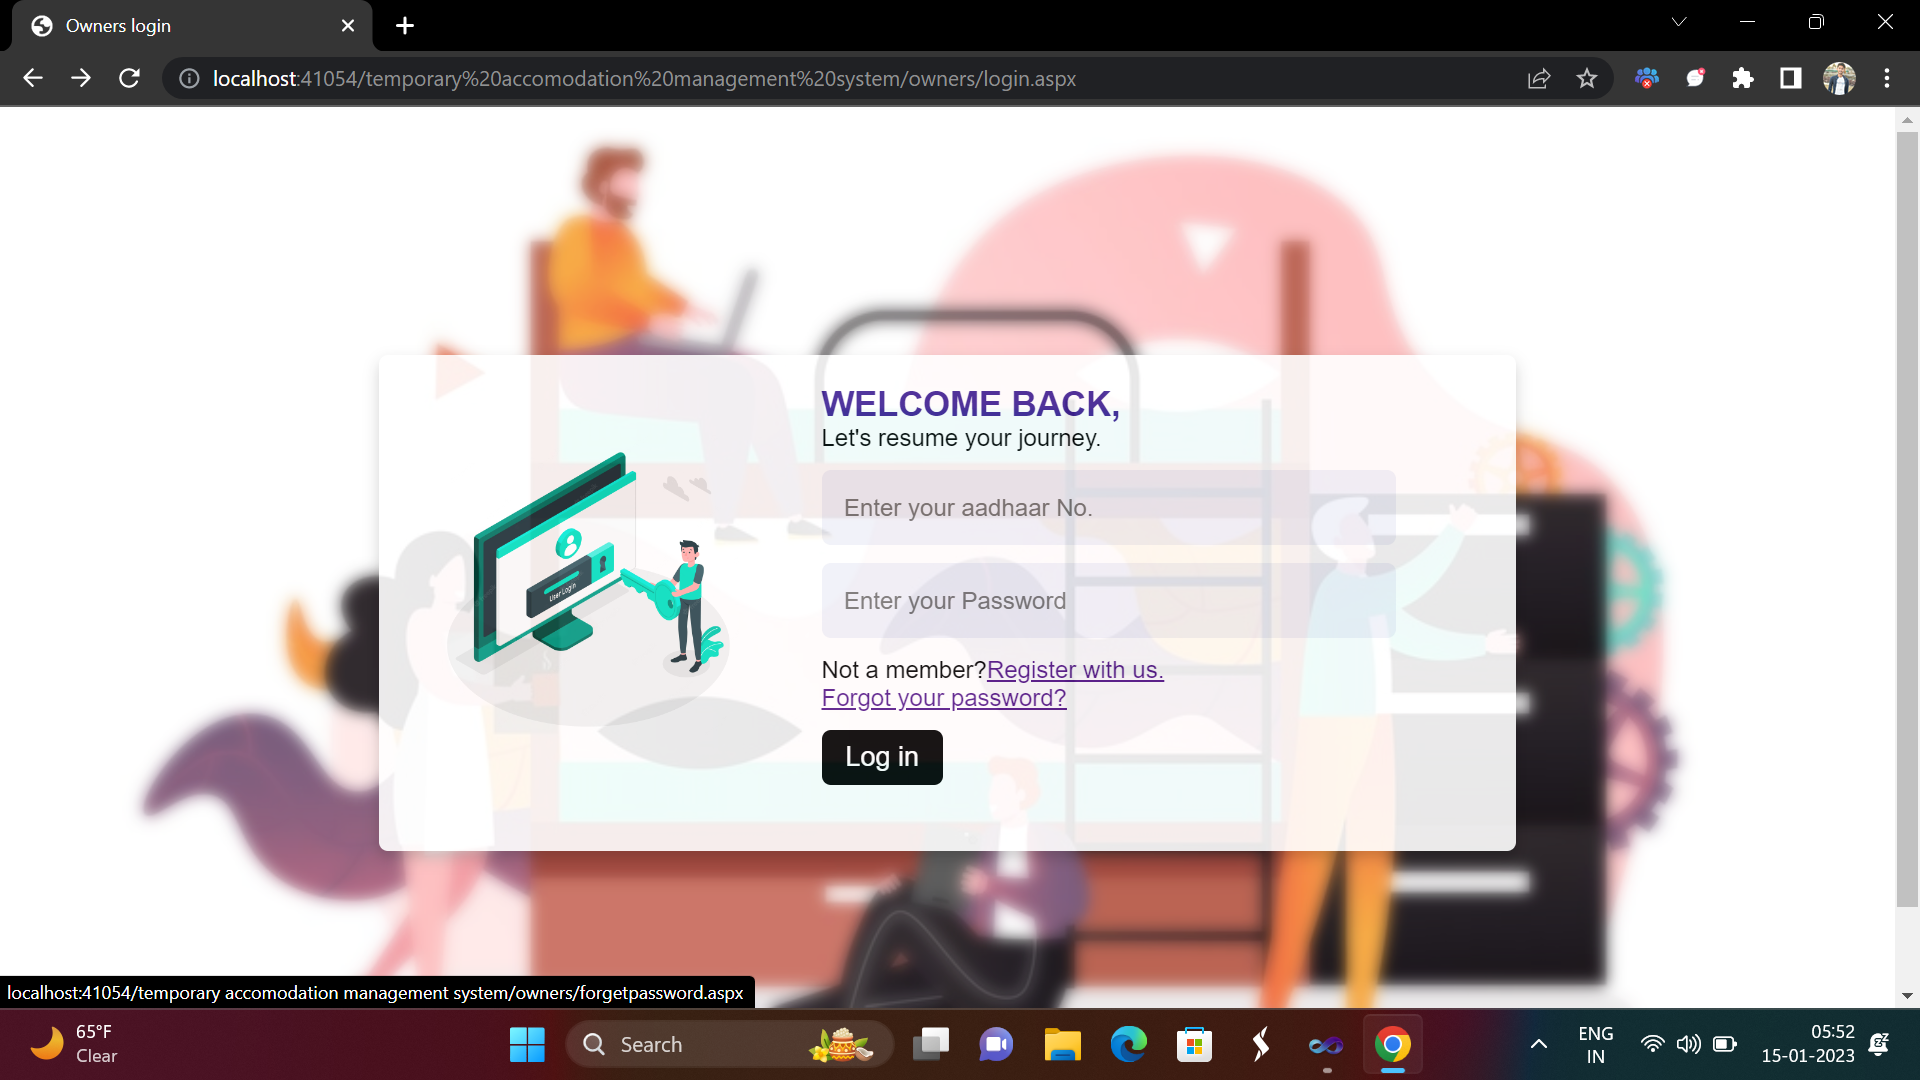 Owners login
localhost:41054/temporary%20accomodation%20management%20system/owners/login.aspx
WELCOME BACK,
Let's resume your journey.
Enter your aadhaar No.
User Login
Enter your Password
Not a member?Register with us.
Forgot your password?
Log in
localhost:41054/temporary accomodation management system/owners/forgetpassword.aspx
65°F
Clear
Search
ENG
IN
05:52
15-01-2023